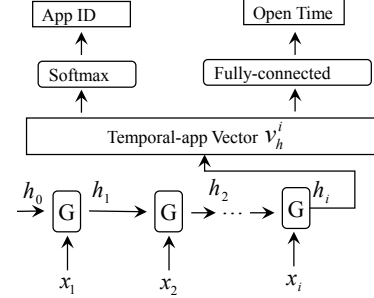 App ID Open Time
Softmax Fully-connected
Temporal-app Vector $v_h^i$
$h_0$ G $h_1$ G $h_2$ ⋯ G $h_i$
$x_1$ $x_2$ $x_i$